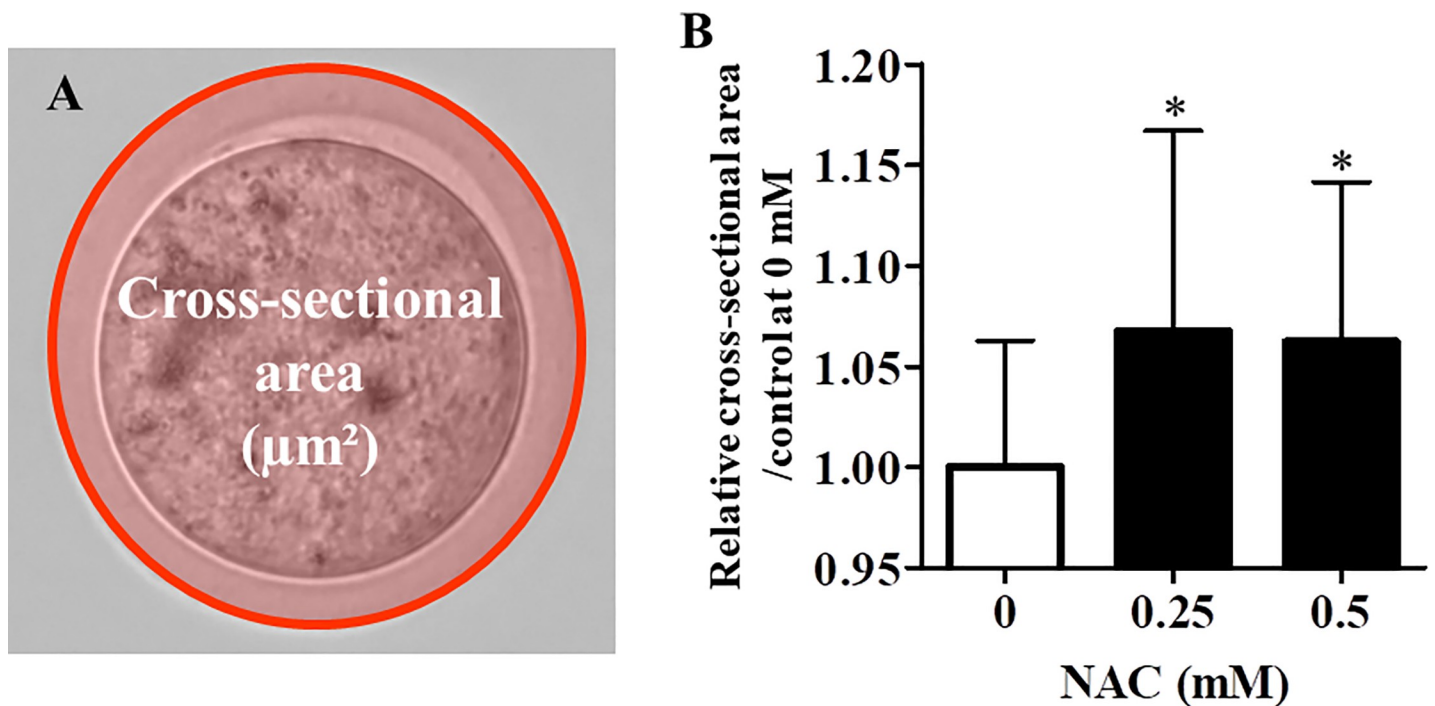 A
Cross-sectional
area
(µm²)
B
Relative cross-sectional area
/control at 0 mM
1.20
1.15
1.10
1.05
1.00
0.95
*
*
0
0.25
0.5
NAC (mM)